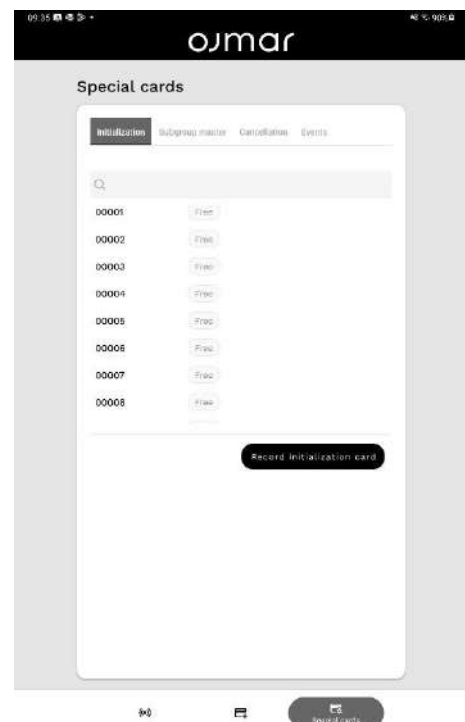 09:35
90%
ojmar
Special cards
Initialization Subgroup master Cancellation Events
00001 Free
00002 Free
00003 Free
00004 Free
00005 Free
00006 Free
00007 Free
00008 Free
Record initialization card
Special cards